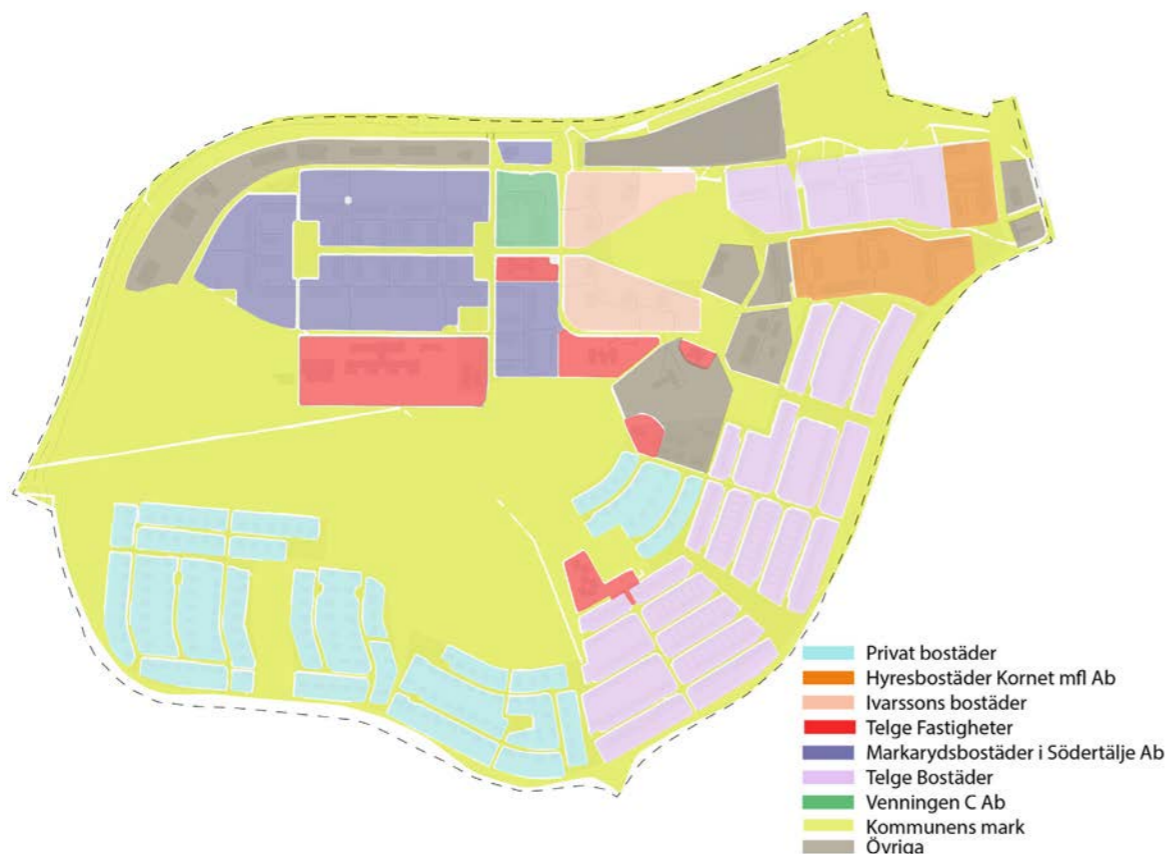 Privat bostäder
Hyresbostäder Kornet mfl Ab
Ivarssons bostäder
Telge Fastigheter
Markarydsbostäder i Södertälje Ab
Telge Bostäder
Venningen C Ab
Kommunens mark
Övriga